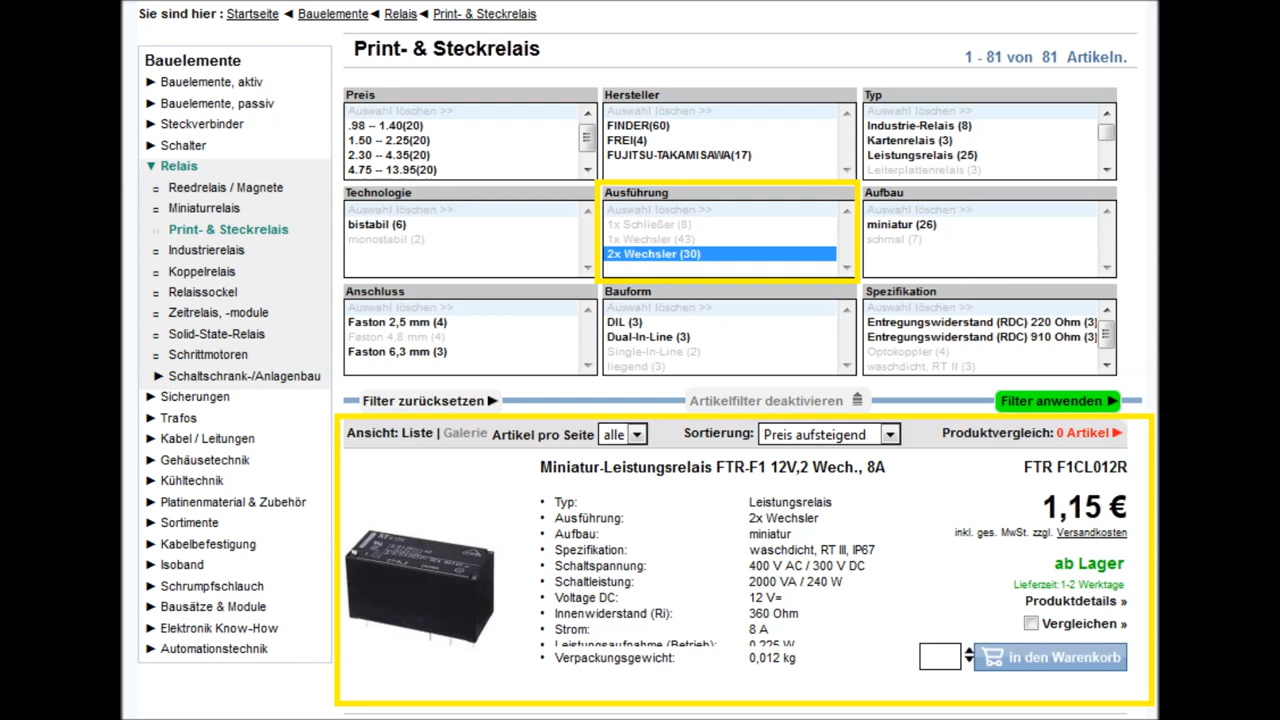 Sie sind hier : Startseite ◄ Bauelemente ◄ Relais ◄ Print- & Steckrelais
Bauelemente
► Bauelemente, aktiv
► Bauelemente, passiv
► Steckverbinder
► Schalter
▼ Relais
Reedrelais / Magnete
Miniaturrelais
Print- & Steckrelais
Industrierelais
Koppelrelais
Relaissockel
Zeitrelais, -module
Solid-State-Relais
Schrittmotoren
► Schaltschrank-/Anlagenbau
► Sicherungen
► Trafos
► Kabel / Leitungen
► Gehäusetechnik
► Kühltechnik
► Platinenmaterial & Zubehör
► Sortimente
► Kabelbefestigung
► Isoband
► Schrumpfschlauch
► Bausätze & Module
► Elektronik Know-How
► Automationstechnik
Print- & Steckrelais
1 - 81 von 81 Artikeln.
Preis
Auswahl löschen >>
.98 -- 1.40(20)
1.50 -- 2.25(20)
2.30 -- 4.35(20)
4.75 -- 13.95(20)
Hersteller
Auswahl löschen >>
FINDER(60)
FREI(4)
FUJITSU-TAKAMISAWA(17)
Typ
Auswahl löschen >>
Industrie-Relais (8)
Kartenrelais (3)
Leistungsrelais (25)
Leiterplattenrelais (3)
Technologie
Auswahl löschen >>
bistabil (6)
monostabil (2)
Ausführung
Auswahl löschen >>
1x Schließer (8)
1x Wechsler (43)
2x Wechsler (30)
Aufbau
Auswahl löschen >>
miniatur (26)
schmal (7)
Anschluss
Auswahl löschen >>
Faston 2,5 mm (4)
Faston 4,8 mm (4)
Faston 6,3 mm (3)
Bauform
Auswahl löschen >>
DIL (3)
Dual-In-Line (3)
Single-In-Line (2)
liegend (3)
Spezifikation
Auswahl löschen >>
Entregungswiderstand (RDC) 220 Ohm (3)
Entregungswiderstand (RDC) 910 Ohm (3)
Optokoppler (4)
waschdicht, RT II (3)
Filter zurücksetzen ►
Artikelfilter deaktivieren
Filter anwenden ►
Ansicht: Liste | Galerie Artikel pro Seite alle Sortierung: Preis aufsteigend Produktvergleich: 0 Artikel ►
Miniatur-Leistungsrelais FTR-F1 12V,2 Wech., 8A
FTR F1CL012R
• Typ: Leistungsrelais
• Ausführung: 2x Wechsler
• Aufbau: miniatur
• Spezifikation: waschdicht, RT III, IP67
• Schaltspannung: 400 V AC / 300 V DC
• Schaltleistung: 2000 VA / 240 W
• Voltage DC: 12 V=
• Innenwiderstand (Ri): 360 Ohm
• Strom: 8 A
• Leistungsaufnahme (Betrieb): 0,225 W
• Verpackungsgewicht: 0,012 kg
1,15 €
inkl. ges. MwSt. zzgl. Versandkosten
ab Lager
Lieferzeit:1-2 Werktage
Produktdetails »
Vergleichen »
in den Warenkorb